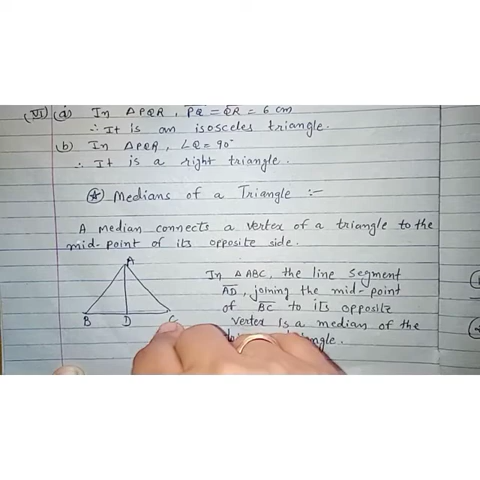 (VI) (a) In △PQR, PQ = QR = 6 cm
∴ It is an isosceles triangle.
b) In △PQR, ∠Q = 90°
∴ It is a right triangle.
Medians of a Triangle :-
A median connects a vertex of a triangle to the
mid-point of its opposite side.
A
B D C
In △ABC, the line segment
AD, joining the mid-point
of BC to its opposite
vertex is a median of the